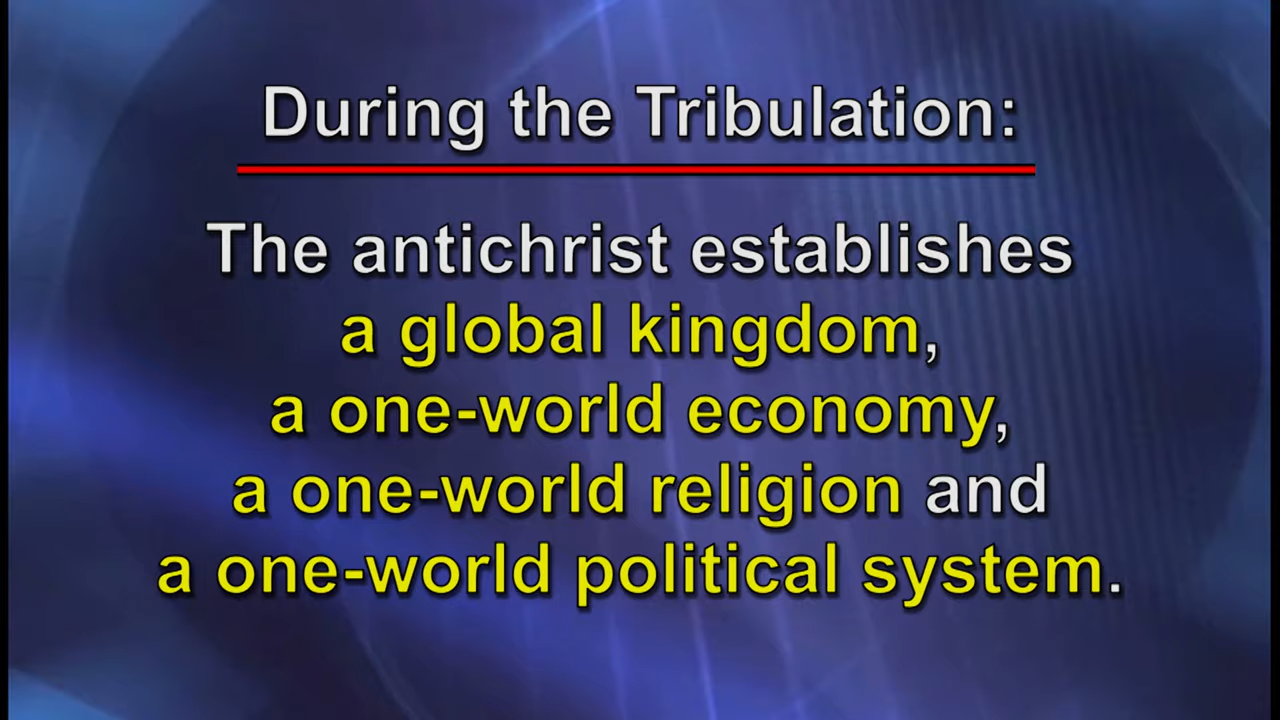 During the Tribulation:
The antichrist establishes
a global kingdom,
a one-world economy,
a one-world religion and
a one-world political system.